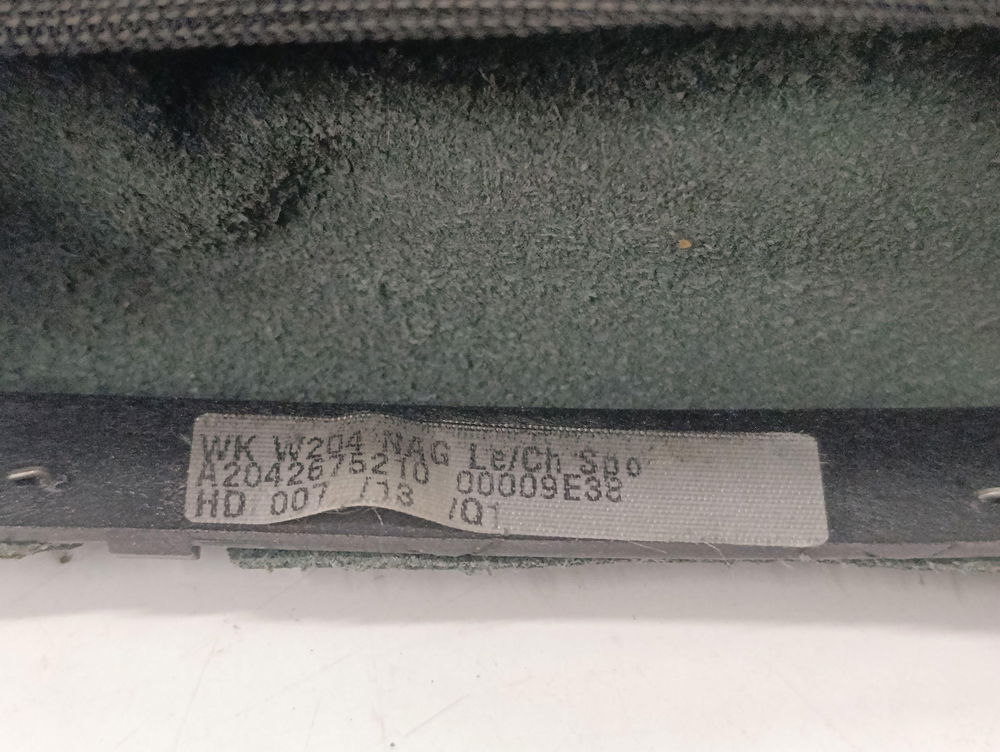 WK W204 NAG Le/Ch Spo
A2042675210 00009E38
HD 007 /13 /Q1